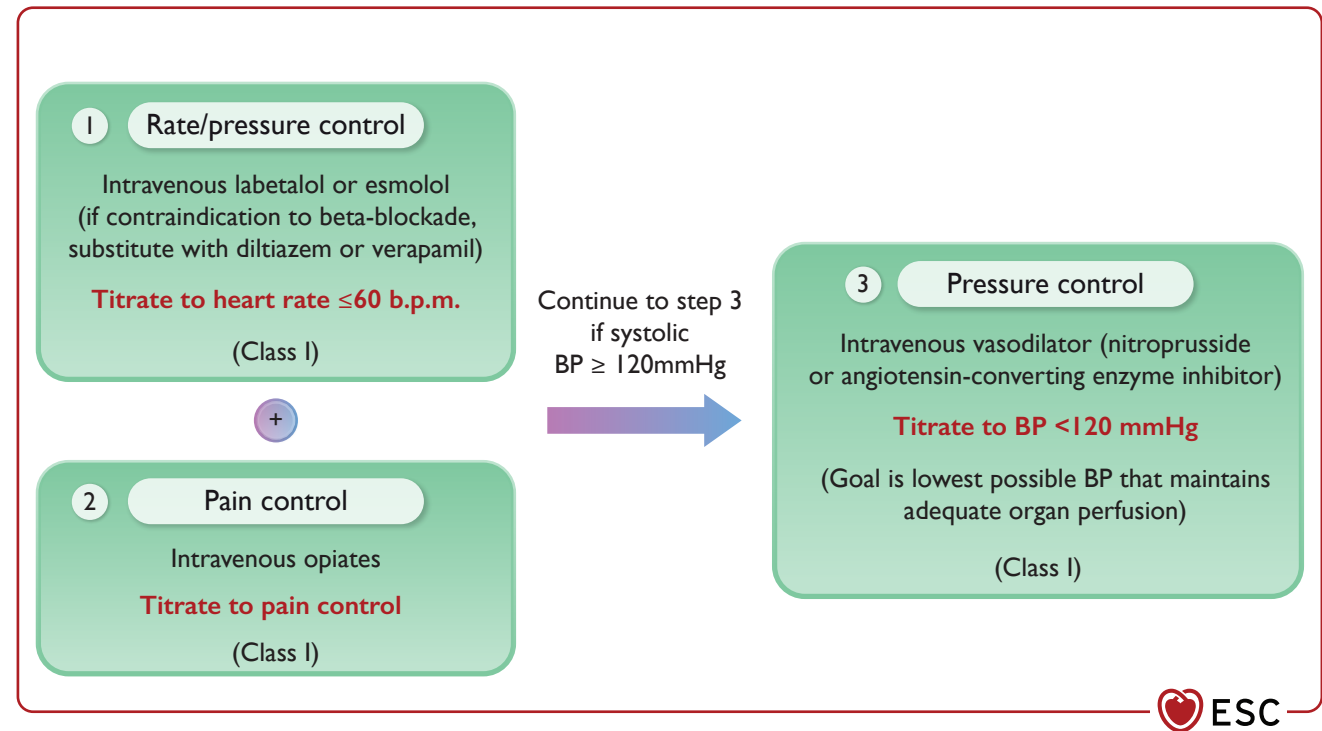 1
Rate/pressure control
Intravenous labetalol or esmolol
(if contraindication to beta-blockade,
substitute with diltiazem or verapamil)
Titrate to heart rate ≤60 b.p.m.
(Class I)
+
2
Pain control
Intravenous opiates
Titrate to pain control
(Class I)
Continue to step 3
if systolic
BP ≥ 120mmHg
3
Pressure control
Intravenous vasodilator (nitroprusside
or angiotensin-converting enzyme inhibitor)
Titrate to BP <120 mmHg
(Goal is lowest possible BP that maintains
adequate organ perfusion)
(Class I)
ESC